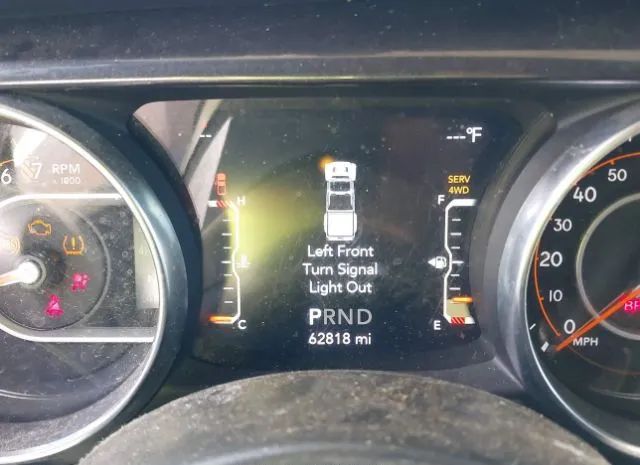 6 7 RPM
x 1000
--
---°F
SERV
4WD
H
F
Left Front
Turn Signal
Light Out
C
E
PRND
62818 mi
50
40
30
20
10
0
MPH